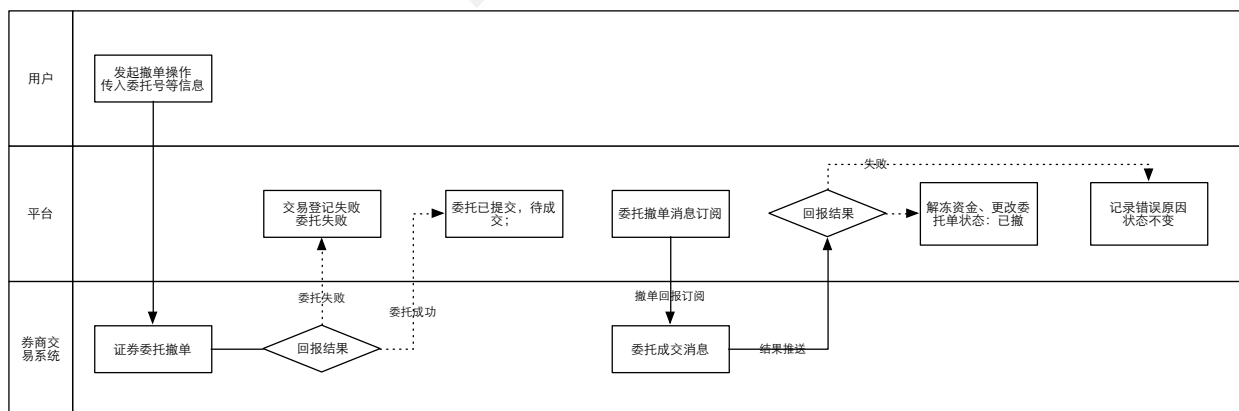 用户
发起撤单操作
传入委托号等信息
平台
交易登记失败
委托失败
委托已提交，待成
交；
委托撤单消息订阅
回报结果
失败
解冻资金、更改委
托单状态：已撤
记录错误原因
状态不变
委托失败
委托成功
撤单回报订阅
券商交
易系统
证券委托撤单
回报结果
委托成交消息
结果推送